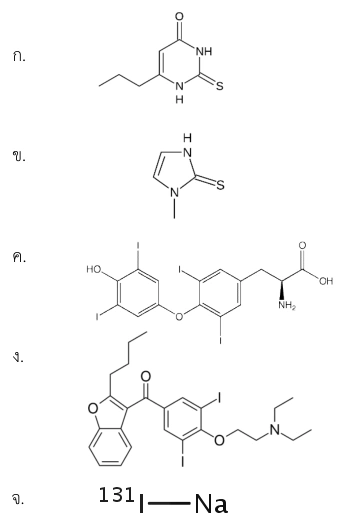 ก.
O
NH
N
H
S
ข.
H
N
N
S
ค.
I
HO
I
O
I
I
O
OH
NH₂
ง.
O
O
I
I
O
N
จ.
¹³¹I—Na